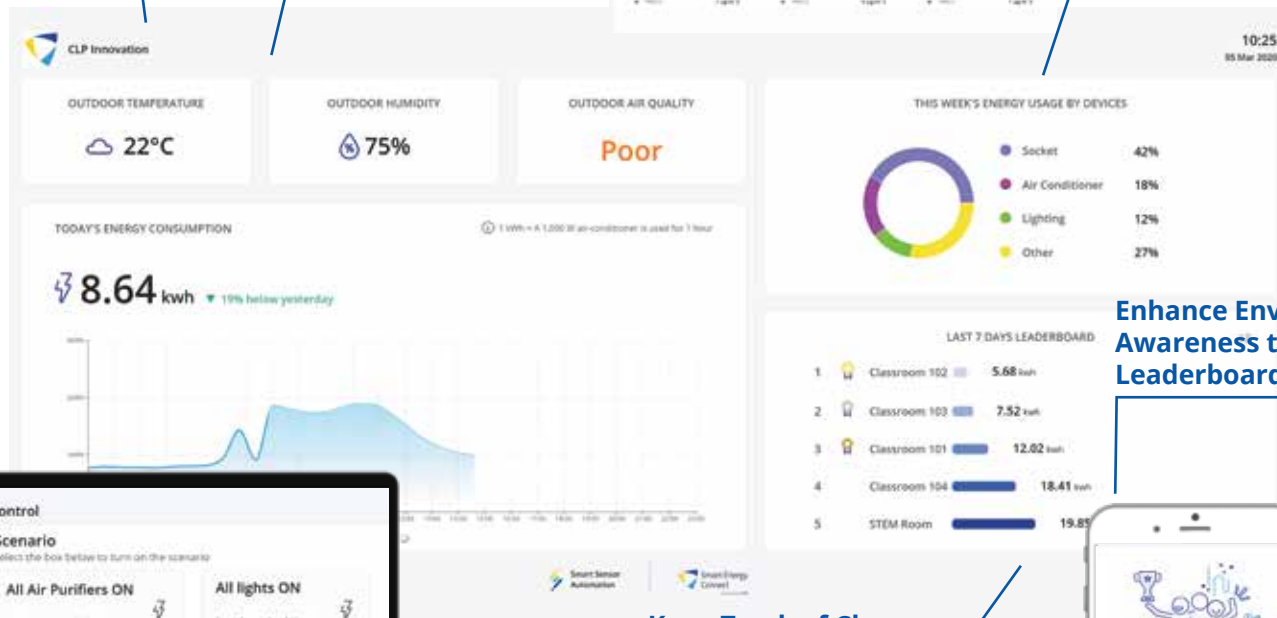 CLP Innovation
10:25
05 Mar 2020
OUTDOOR TEMPERATURE
22°C
OUTDOOR HUMIDITY
75%
OUTDOOR AIR QUALITY
Poor
THIS WEEK'S ENERGY USAGE BY DEVICES
Socket 42%
Air Conditioner 18%
Lighting 12%
Other 27%
TODAY'S ENERGY CONSUMPTION
1 kWh = A 1,000 W air-conditioner is used for 1 hour
8.64 kwh ▼ 19% below yesterday
LAST 7 DAYS LEADERBOARD
1 Classroom 102 5.68 kwh
2 Classroom 103 7.52 kwh
3 Classroom 101 12.02 kwh
4 Classroom 104 18.41 kwh
5 STEM Room 19.85
Enhance Env
Awareness t
Leaderboard
ontrol
Scenario
elect the box below to turn on the scenario
All Air Purifiers ON
All lights ON
Smart Sensor
Automation
Smart Energy
Connect